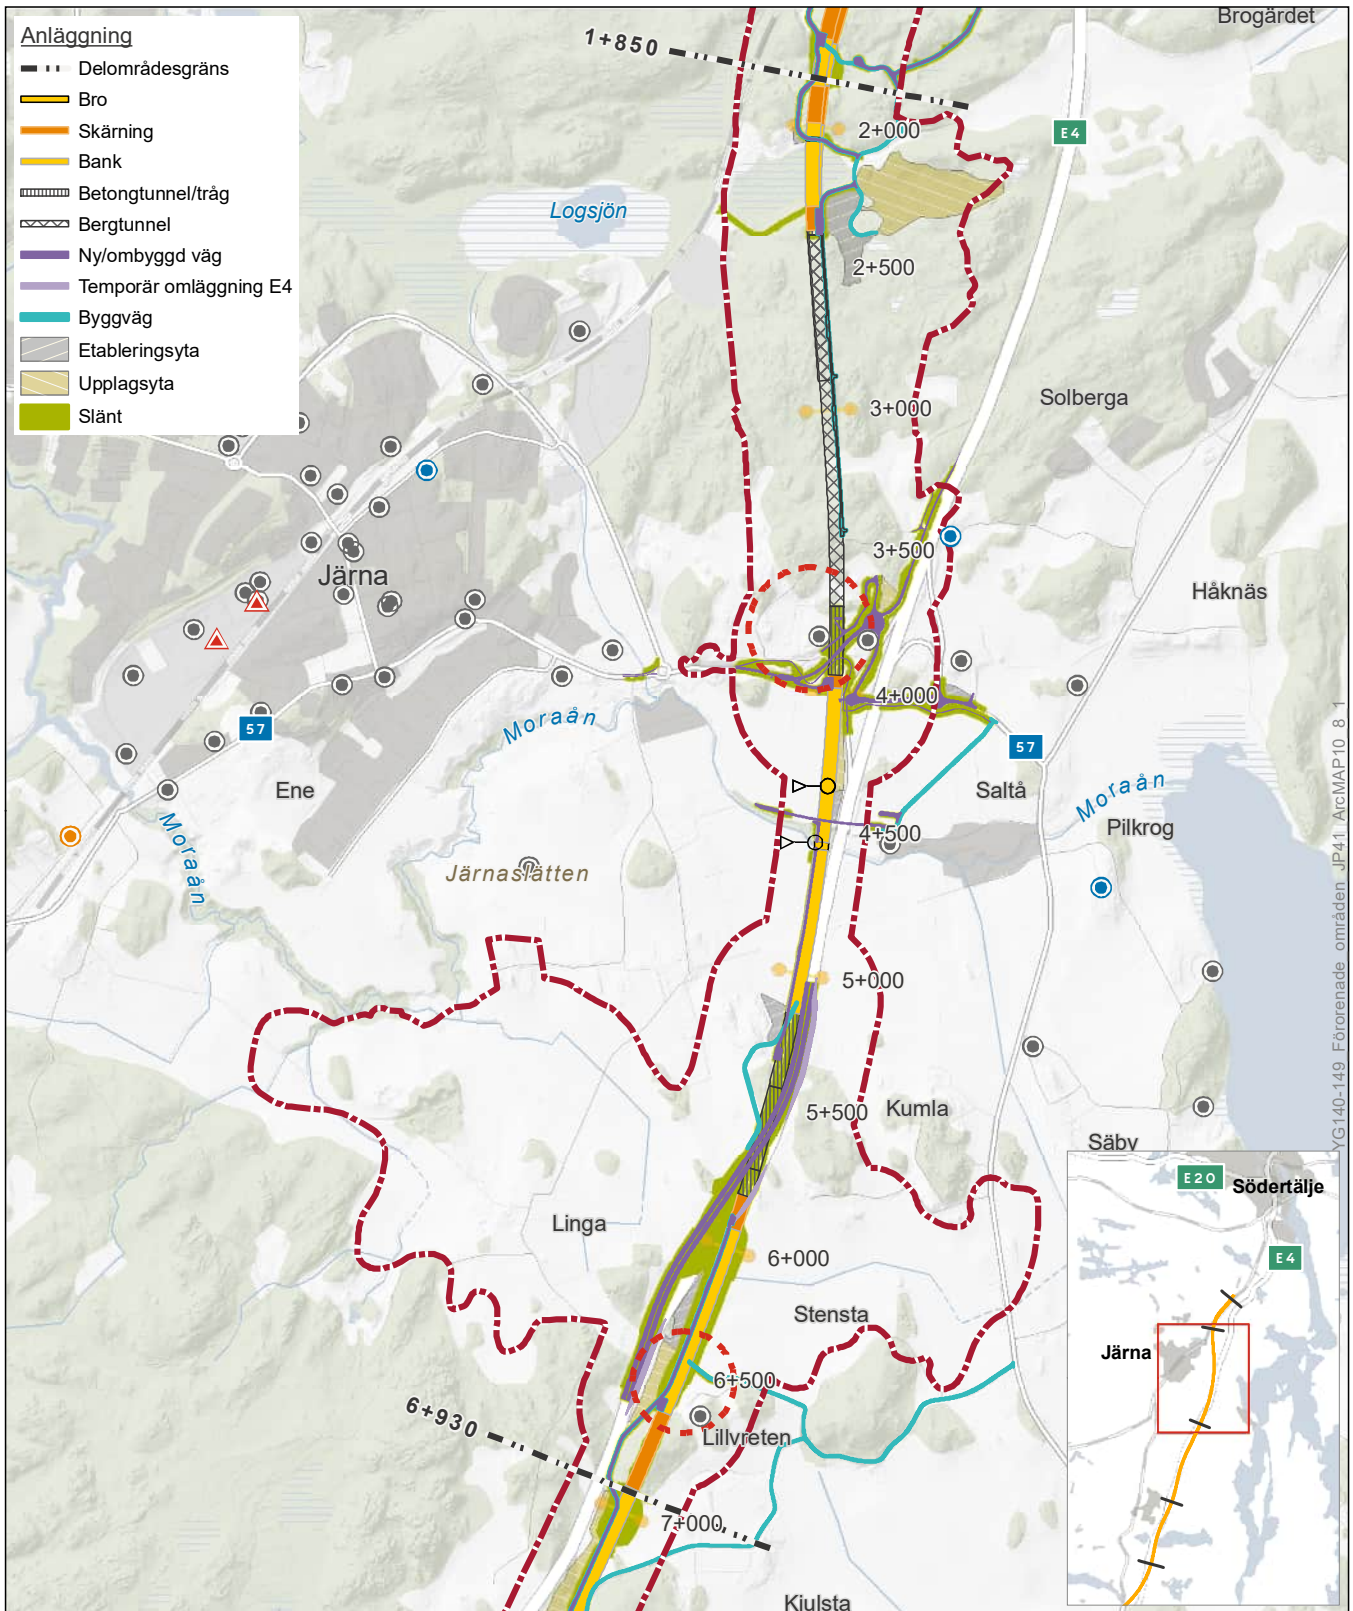 Anläggning
Delområdesgräns
Bro
Skärning
Bank
Betongtunnel/tråg
Bergtunnel
Ny/ombyggd väg
Temporär omläggning E4
Byggväg
Etableringsyta
Upplagsyta
Slänt
Brogärdet
1+850
E4
2+000
Logsjön
2+500
Solberga
3+000
3+500
Järna
Håknäs
4+000
57
Moraån
57
Ene
Saltå
Moraån
Pilkrog
4+500
Moraån
Järnaslätten
5+000
5+500
Kumla
Säby
Linga
6+000
Stensta
6+500
6+930
Lillvreten
7+000
Kjulsta
E20
Södertälje
E4
Järna
YG140-149 Förorenade områden JP41 ArcMAP10 8 1